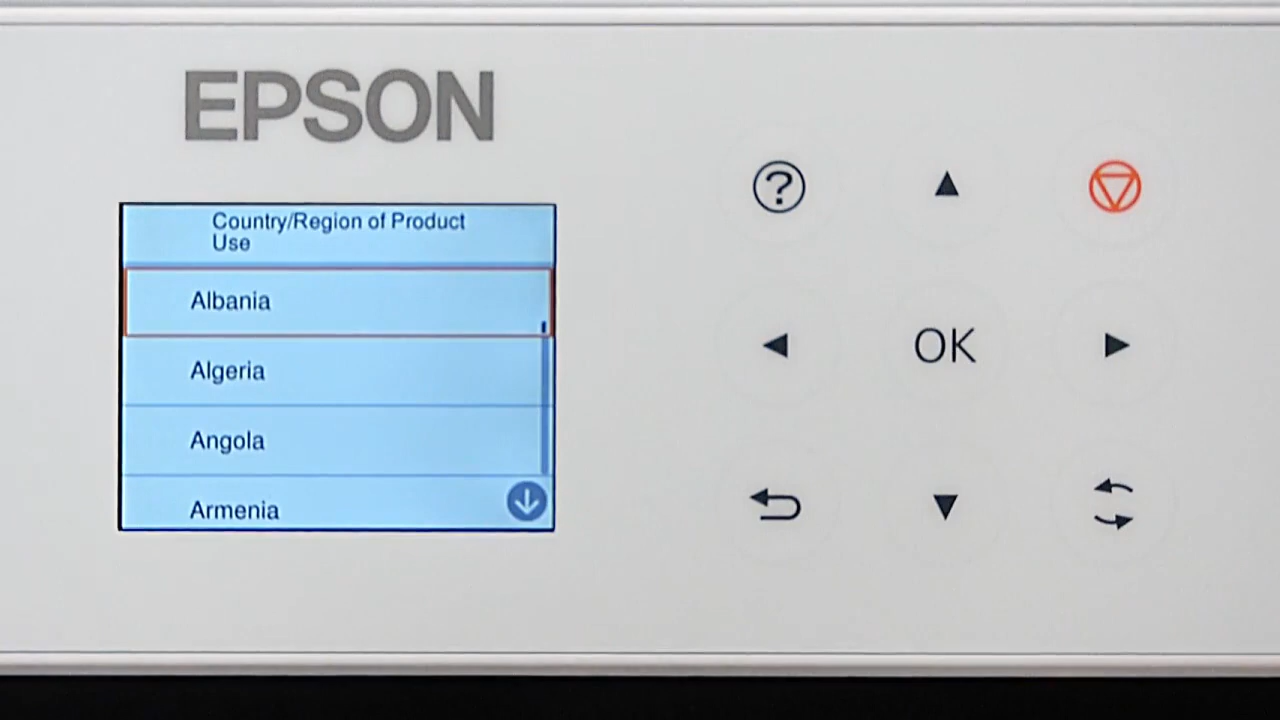 EPSON
Country/Region of Product
Use
Albania
Algeria
Angola
Armenia
?
OK